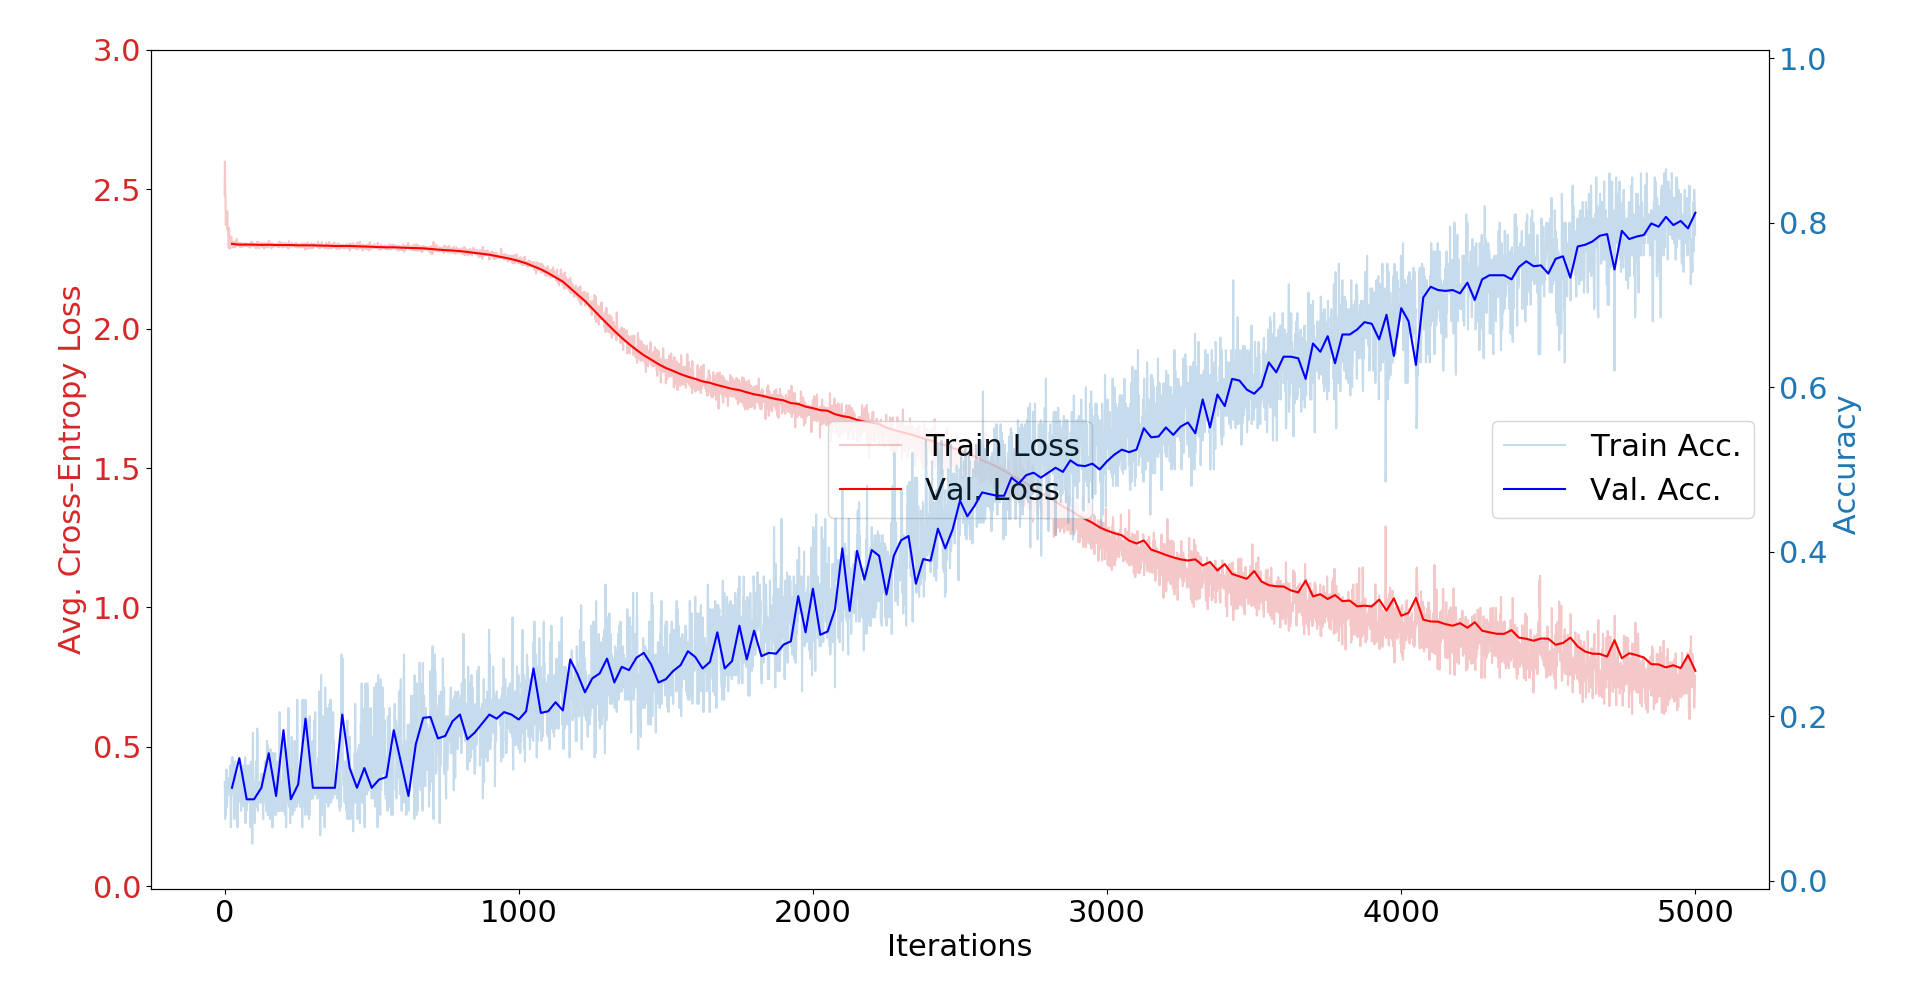 Avg. Cross-Entropy Loss
3.0
2.5
2.0
1.5
1.0
0.5
0.0
Train Loss
Val. Loss
Train Acc.
Val. Acc.
1.0
0.8
0.6
0.4
0.2
0.0
Accuracy
0 1000 2000 3000 4000 5000
Iterations